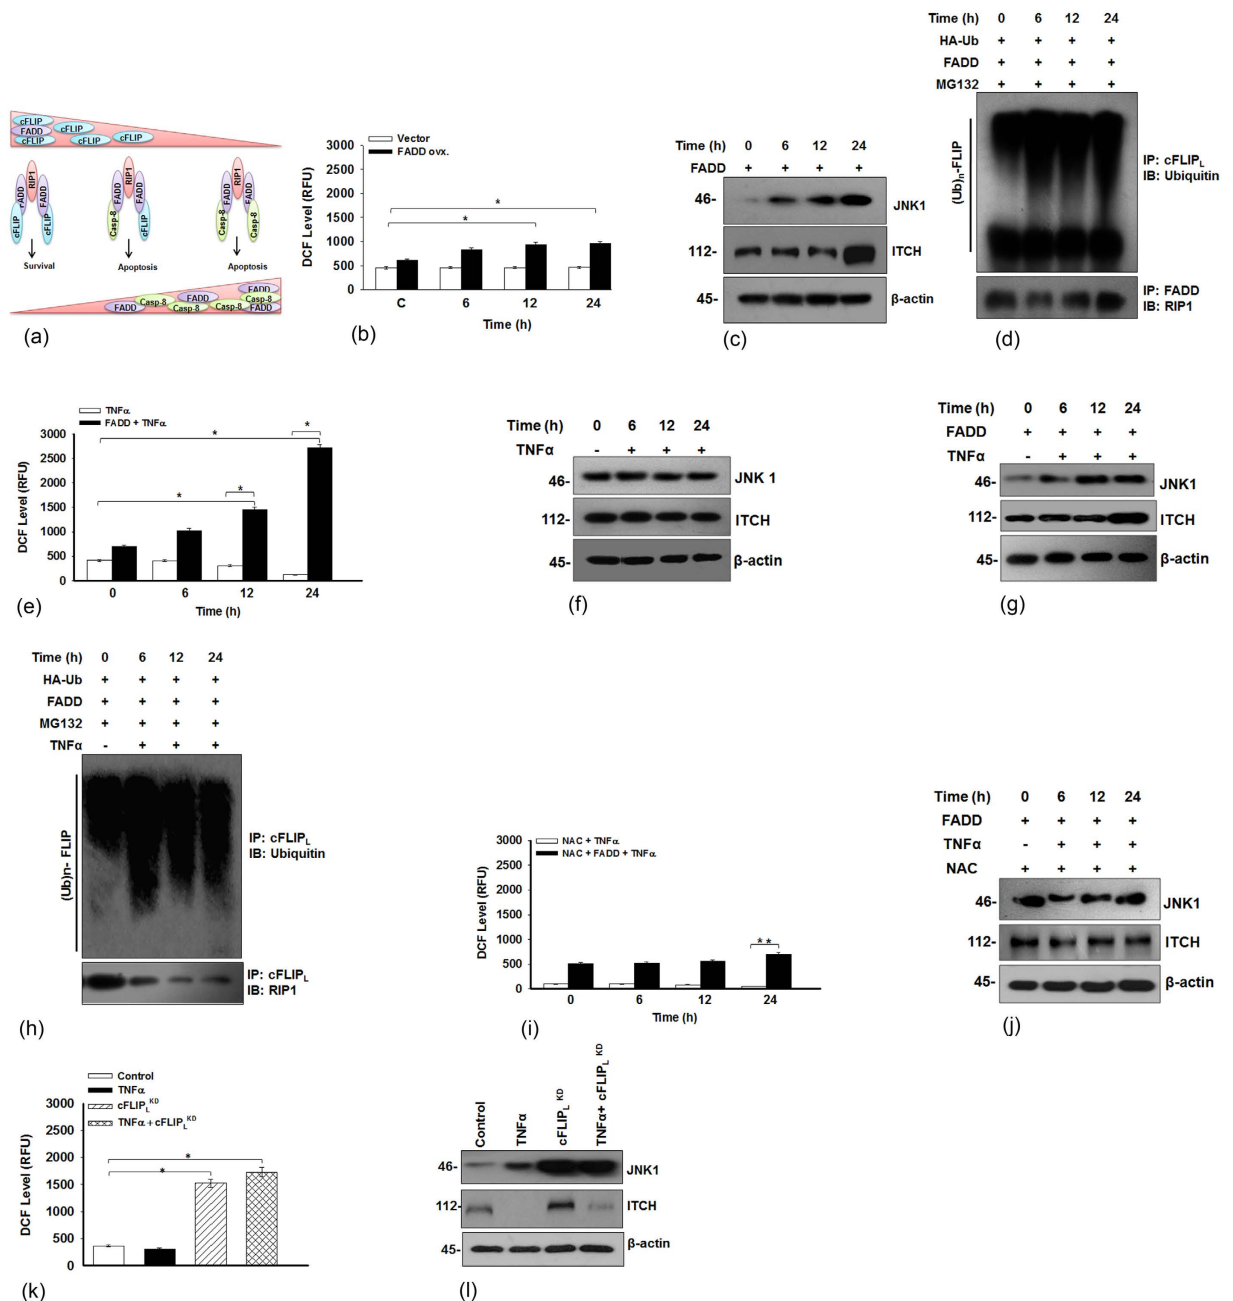 cFLIP
FADD
cFLIP
cFLIP
cFLIP
cFLIP
FADD
RIP1
FADD
cFLIP
cFLIP
FADD
RIP1
FADD
Casp-8
cFLIP
FADD
RIP1
FADD
Casp-8
Casp-8
Survival
Apoptosis
Apoptosis
FADD
FADD
Casp-8
Casp-8
FADD
Casp-8
Casp-8
FADD
(a)
Vector
FADD ovx.
DCF Level (RFU)
3000
2500
2000
1500
1000
500
0
*
*
C 6 12 24
Time (h)
(b)
Time (h) 0 6 12 24
FADD + + + +
46- JNK1
112- ITCH
45- β-actin
(c)
Time (h) 0 6 12 24
HA-Ub + + + +
FADD + + + +
MG132 + + + +
(Ub)n-FLIP
IP: cFLIPL
IB: Ubiquitin
IP: FADD
IB: RIP1
(d)
TNFα
FADD + TNFα
DCF Level (RFU)
3000
2500
2000
1500
1000
500
0
*
*
*
*
0 6 12 24
Time (h)
(e)
Time (h) 0 6 12 24
TNFα - + + +
46- JNK 1
112- ITCH
45- β-actin
(f)
Time (h) 0 6 12 24
FADD + + + +
TNFα - + + +
46- JNK1
112- ITCH
45- β-actin
(g)
Time (h) 0 6 12 24
HA-Ub + + + +
FADD + + + +
MG132 + + + +
TNFα - + + +
(Ub)n- FLIP
IP: cFLIPL
IB: Ubiquitin
IP: cFLIPL
IB: RIP1
(h)
NAC + TNFα
NAC + FADD + TNFα
DCF Level (RFU)
3000
2500
2000
1500
1000
500
0
**
0 6 12 24
Time (h)
(i)
Time (h) 0 6 12 24
FADD + + + +
TNFα - + + +
NAC + + + +
46- JNK1
112- ITCH
45- β-actin
(j)
Control
TNFα
cFLIPL KD
TNFα + cFLIPL KD
DCF Level (RFU)
3000
2500
2000
1500
1000
500
0
*
*
(k)
Control TNFα cFLIPL KD TNFα+ cFLIPL KD
46- JNK1
112- ITCH
45- β-actin
(l)